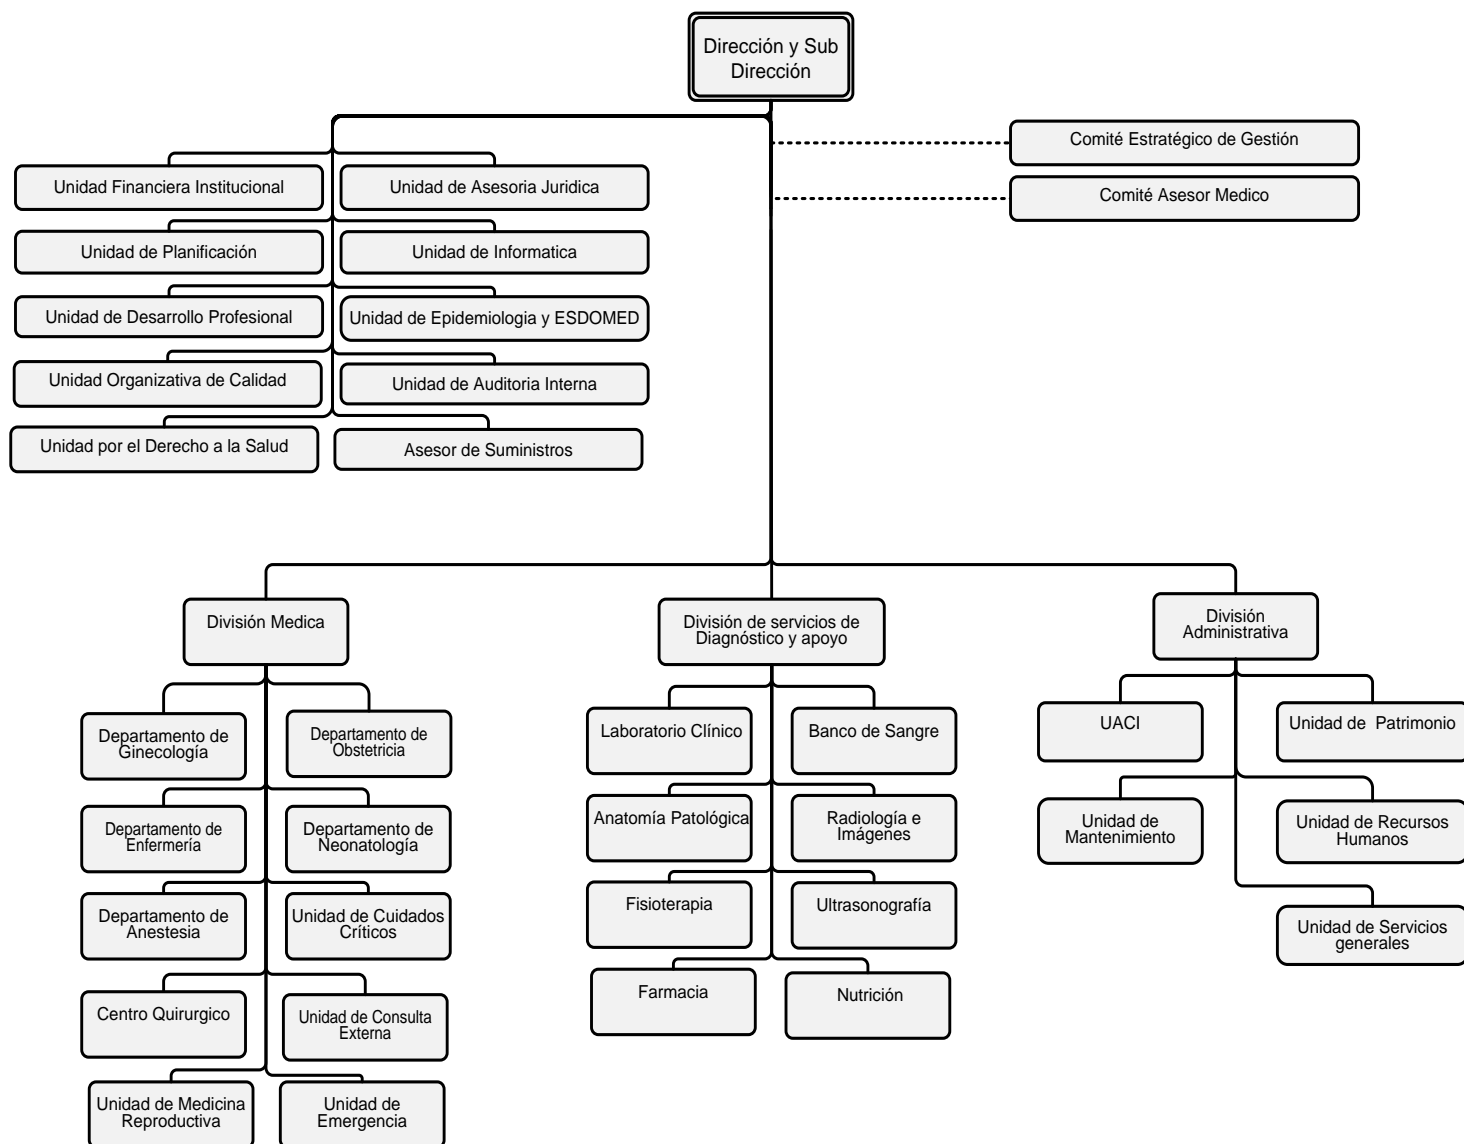 Dirección y Sub
Dirección
Comité Estratégico de Gestión
Comité Asesor Medico
Unidad Financiera Institucional
Unidad de Asesoria Juridica
Unidad de Planificación
Unidad de Informatica
Unidad de Desarrollo Profesional
Unidad de Epidemiologia y ESDOMED
Unidad Organizativa de Calidad
Unidad de Auditoria Interna
Unidad por el Derecho a la Salud
Asesor de Suministros
División Medica
División de servicios de
Diagnóstico y apoyo
División
Administrativa
Departamento de
Ginecología
Departamento de
Obstetricia
Departamento de
Enfermería
Departamento de
Neonatología
Departamento de
Anestesia
Unidad de Cuidados
Críticos
Centro Quirurgico
Unidad de Consulta
Externa
Unidad de Medicina
Reproductiva
Unidad de
Emergencia
Laboratorio Clínico
Banco de Sangre
Anatomía Patológica
Radiología e
Imágenes
Fisioterapia
Ultrasonografía
Farmacia
Nutrición
UACI
Unidad de  Patrimonio
Unidad de
Mantenimiento
Unidad de Recursos
Humanos
Unidad de Servicios
generales